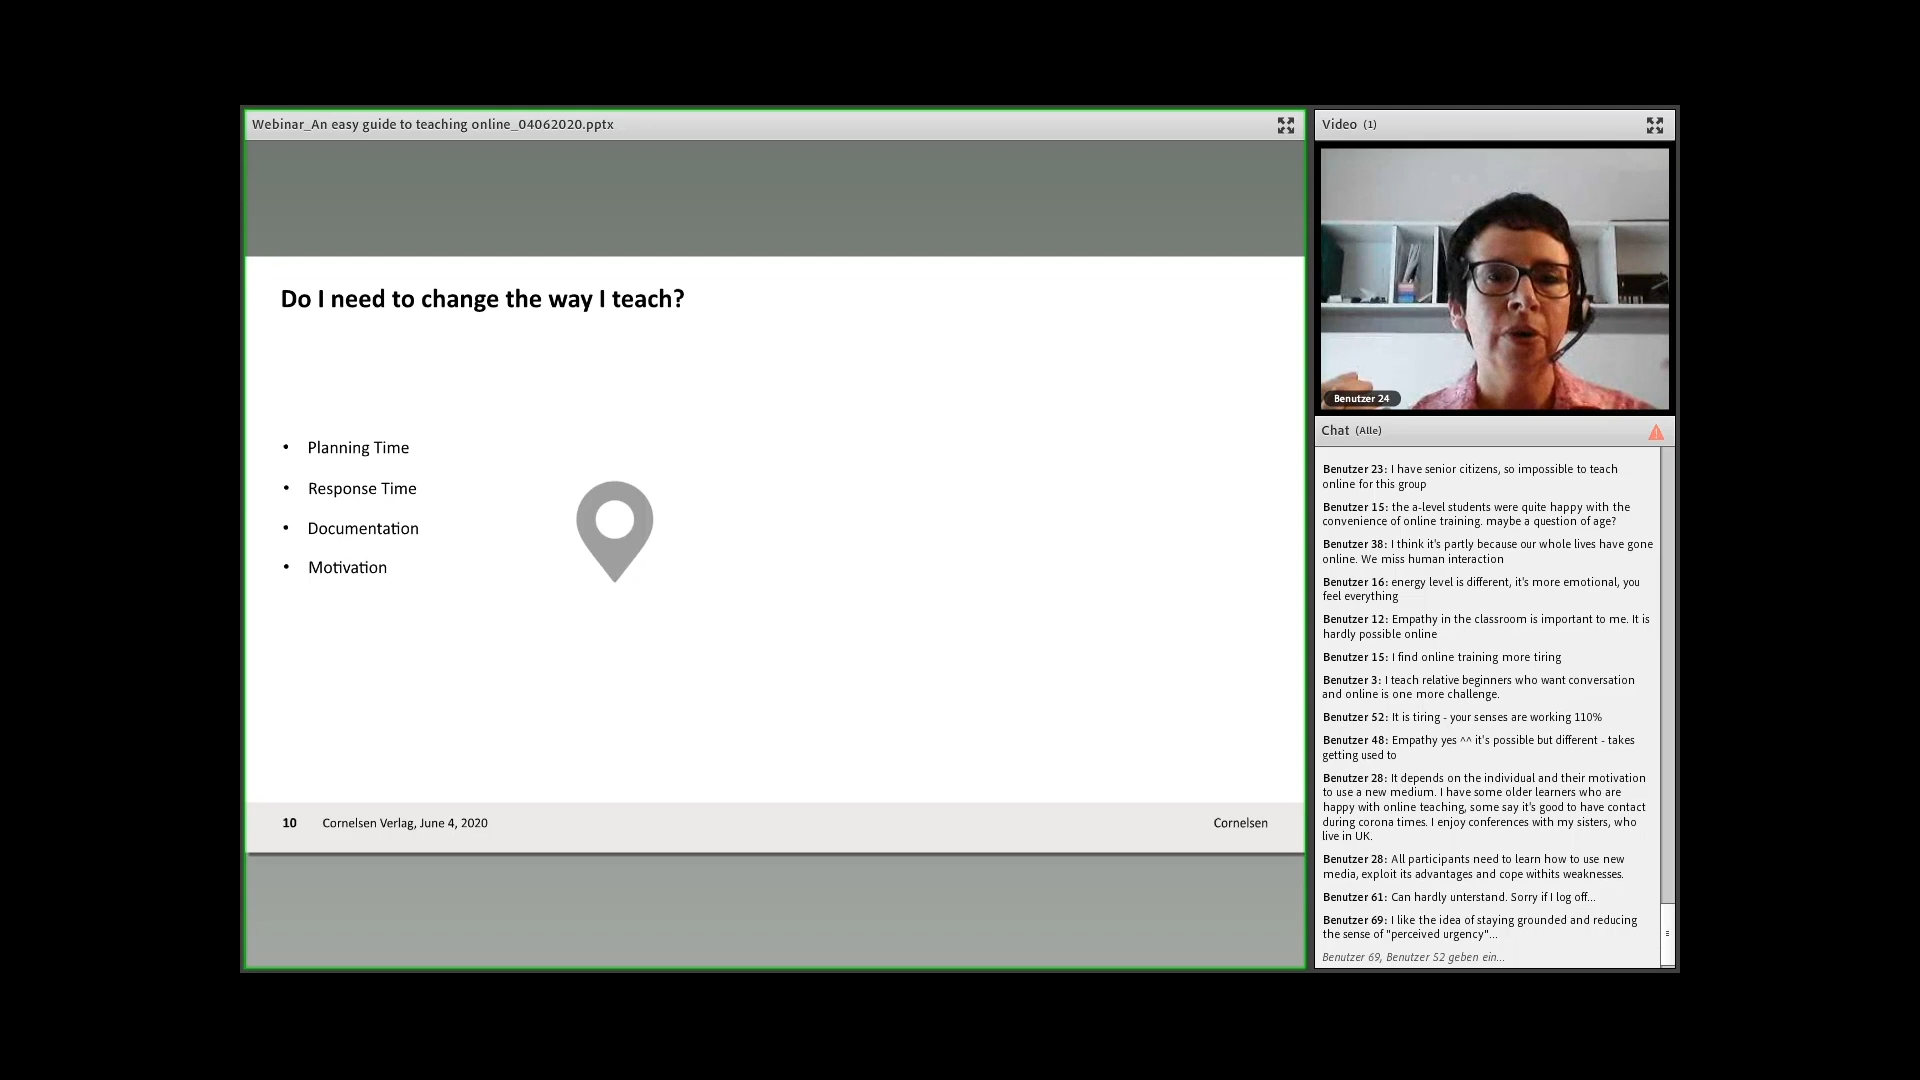 Webinar_An easy guide to teaching online_04062020.pptx
Do I need to change the way I teach?
• Planning Time
• Response Time
• Documentation
• Motivation
10 Cornelsen Verlag, June 4, 2020 Cornelsen
Video (1)
Benutzer 24
Chat (Alle)
Benutzer 23: I have senior citizens, so impossible to teach
online for this group
Benutzer 15: the a-level students were quite happy with the
convenience of online training. maybe a question of age?
Benutzer 38: I think it's partly because our whole lives have gone
online. We miss human interaction
Benutzer 16: energy level is different, it's more emotional, you
feel everything
Benutzer 12: Empathy in the classroom is important to me. It is
hardly possible online
Benutzer 15: I find online training more tiring
Benutzer 3: I teach relative beginners who want conversation
and online is one more challenge.
Benutzer 52: It is tiring - your senses are working 110%
Benutzer 48: Empathy yes ^^ it's possible but different - takes
getting used to
Benutzer 28: It depends on the individual and their motivation
to use a new medium. I have some older learners who are
happy with online teaching, some say it's good to have contact
during corona times. I enjoy conferences with my sisters, who
live in UK.
Benutzer 28: All participants need to learn how to use new
media, exploit its advantages and cope withits weaknesses.
Benutzer 61: Can hardly unterstand. Sorry if I log off...
Benutzer 69: I like the idea of staying grounded and reducing
the sense of "perceived urgency"...
Benutzer 69, Benutzer 52 geben ein...